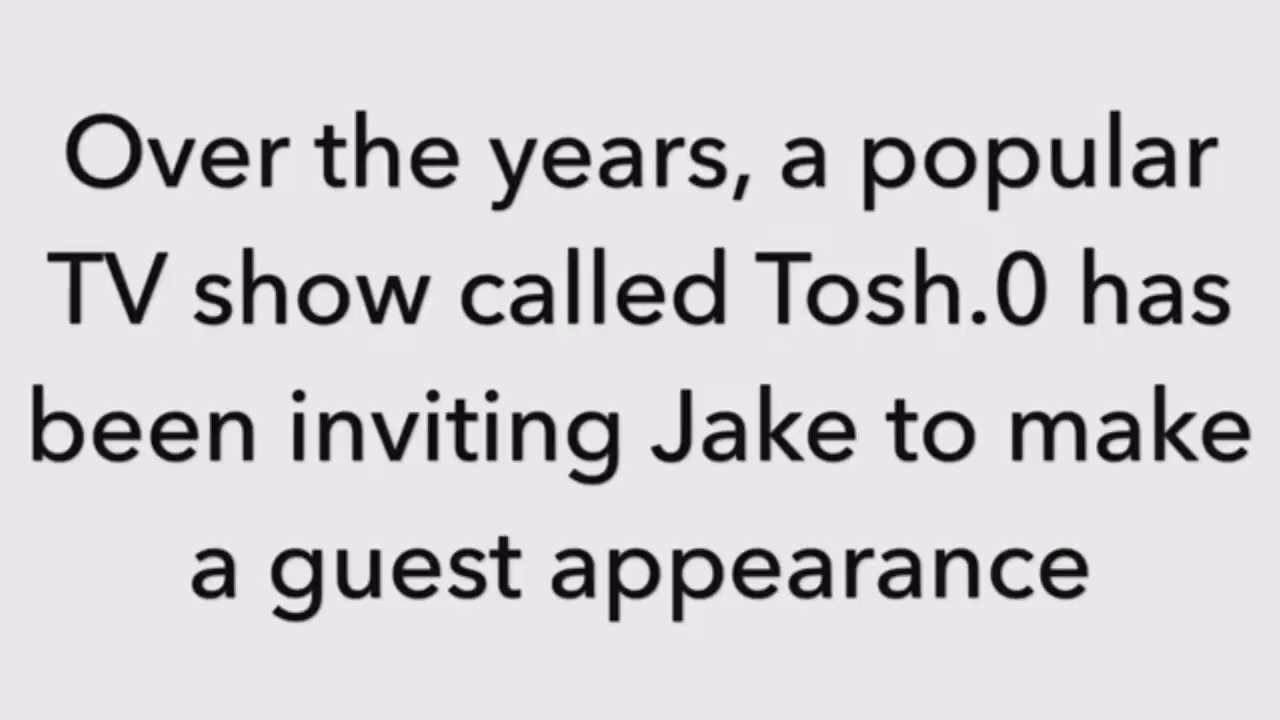 Over the years, a popular
TV show called Tosh.0 has
been inviting Jake to make
a guest appearance